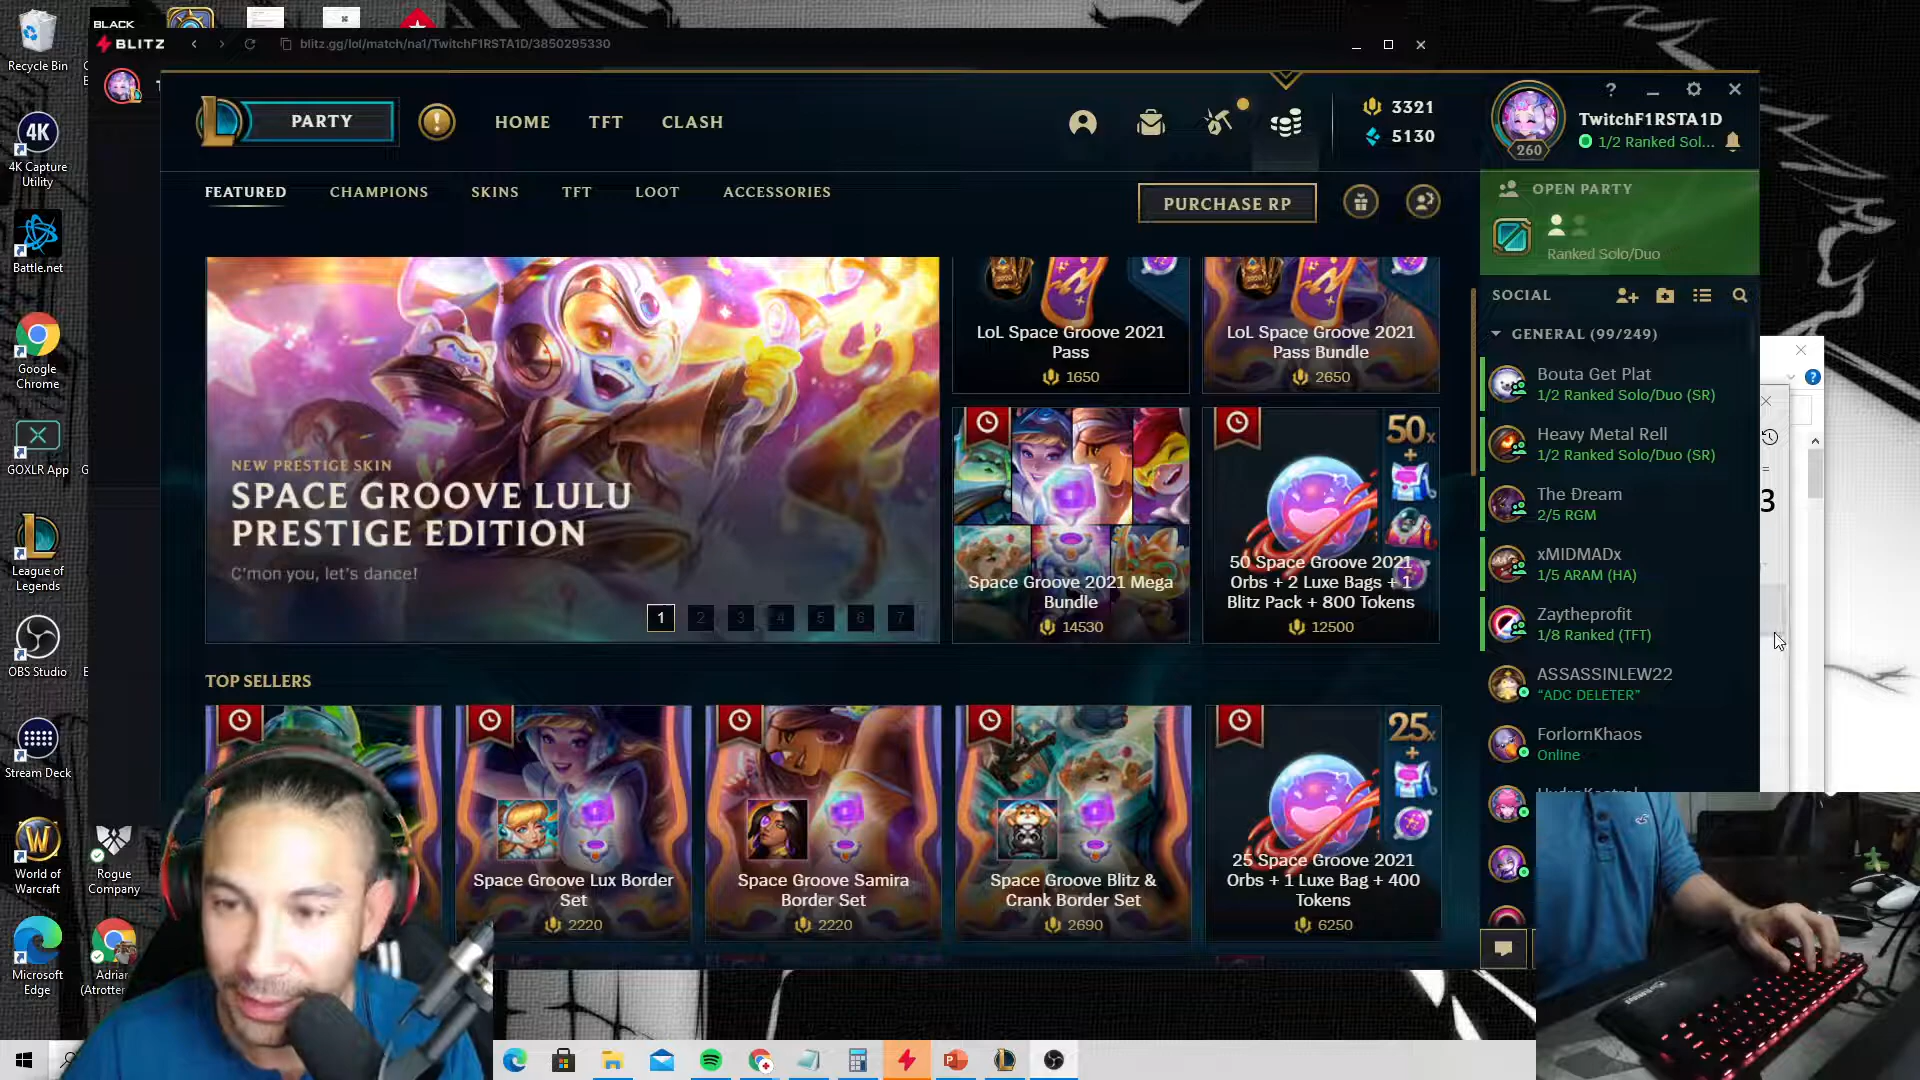 Recycle Bin
BLACK
BLITZ
blitz.gg/lol/match/na1/TwitchF1RSTA1D/3850295330
4K
4K Capture
Utility
Battle.net
Google
Chrome
GOXLR App
League of
Legends
OBS Studio
Stream Deck
World of
Warcraft
Rogue
Company
Microsoft
Edge
Adrian
(Atrotter...
PARTY
HOME
TFT
CLASH
3321
5130
260
TwitchF1RSTA1D
1/2 Ranked Sol...
FEATURED
CHAMPIONS
SKINS
TFT
LOOT
ACCESSORIES
PURCHASE RP
NEW PRESTIGE SKIN
SPACE GROOVE LULU
PRESTIGE EDITION
C'mon you, let's dance!
1 2 3 4 5 6 7
LoL Space Groove 2021
Pass
1650
LoL Space Groove 2021
Pass Bundle
2650
Space Groove 2021 Mega
Bundle
14530
50x
+
50 Space Groove 2021
Orbs + 2 Luxe Bags + 1
Blitz Pack + 800 Tokens
12500
TOP SELLERS
Space Groove Lux Border
Set
2220
Space Groove Samira
Border Set
2220
Space Groove Blitz &
Crank Border Set
2690
25x
+
25 Space Groove 2021
Orbs + 1 Luxe Bag + 400
Tokens
6250
OPEN PARTY
Ranked Solo/Duo
SOCIAL
GENERAL (99/249)
Bouta Get Plat
1/2 Ranked Solo/Duo (SR)
Heavy Metal Rell
1/2 Ranked Solo/Duo (SR)
The Ðream
2/5 RGM
xMIDMADx
1/5 ARAM (HA)
Zaytheprofit
1/8 Ranked (TFT)
ASSASSINLEW22
“ADC DELETER”
ForlornKhaos
Online
=
3